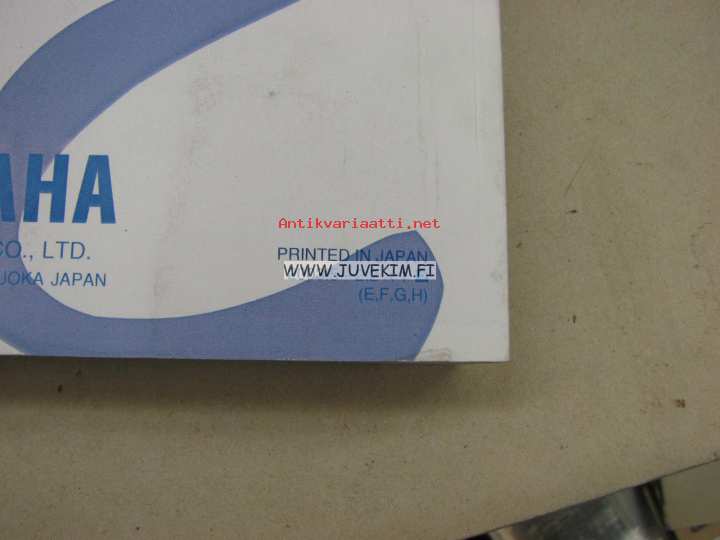 AHA
Antikvariaatti.net
CO., LTD.
PRINTED IN JAPAN
UOKA JAPAN
WWW.JUVEKIM.FI
(E,F,G,H)